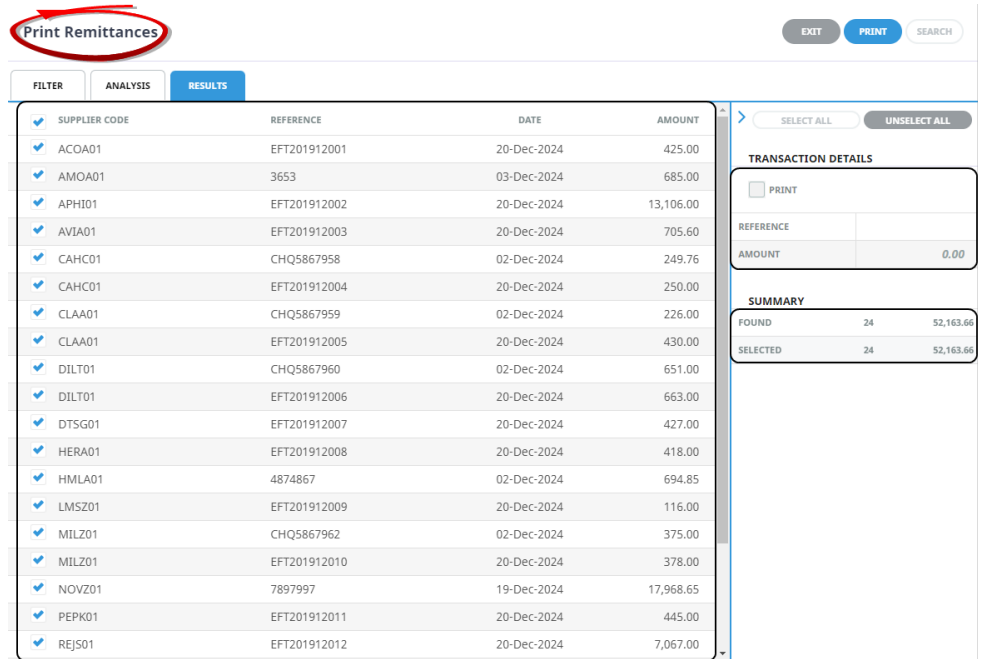 Print Remittances
EXIT PRINT SEARCH
FILTER ANALYSIS RESULTS
SUPPLIER CODE REFERENCE DATE AMOUNT
ACOA01 EFT201912001 20-Dec-2024 425.00
AMOA01 3653 03-Dec-2024 685.00
APHI01 EFT201912002 20-Dec-2024 13,106.00
AVIA01 EFT201912003 20-Dec-2024 705.60
CAHC01 CHQ5867958 02-Dec-2024 249.76
CAHC01 EFT201912004 20-Dec-2024 250.00
CLAA01 CHQ5867959 02-Dec-2024 226.00
CLAA01 EFT201912005 20-Dec-2024 430.00
DILT01 CHQ5867960 02-Dec-2024 651.00
DILT01 EFT201912006 20-Dec-2024 663.00
DTSG01 EFT201912007 20-Dec-2024 427.00
HERA01 EFT201912008 20-Dec-2024 418.00
HMLA01 4874867 02-Dec-2024 694.85
LMSZ01 EFT201912009 20-Dec-2024 116.00
MILZ01 CHQ5867962 02-Dec-2024 375.00
MILZ01 EFT201912010 20-Dec-2024 378.00
NOVZ01 7897997 19-Dec-2024 17,968.65
PEPK01 EFT201912011 20-Dec-2024 445.00
REJS01 EFT201912012 20-Dec-2024 7,067.00
SELECT ALL UNSELECT ALL
TRANSACTION DETAILS
PRINT
REFERENCE
AMOUNT 0.00
SUMMARY
FOUND 24 52,163.66
SELECTED 24 52,163.66